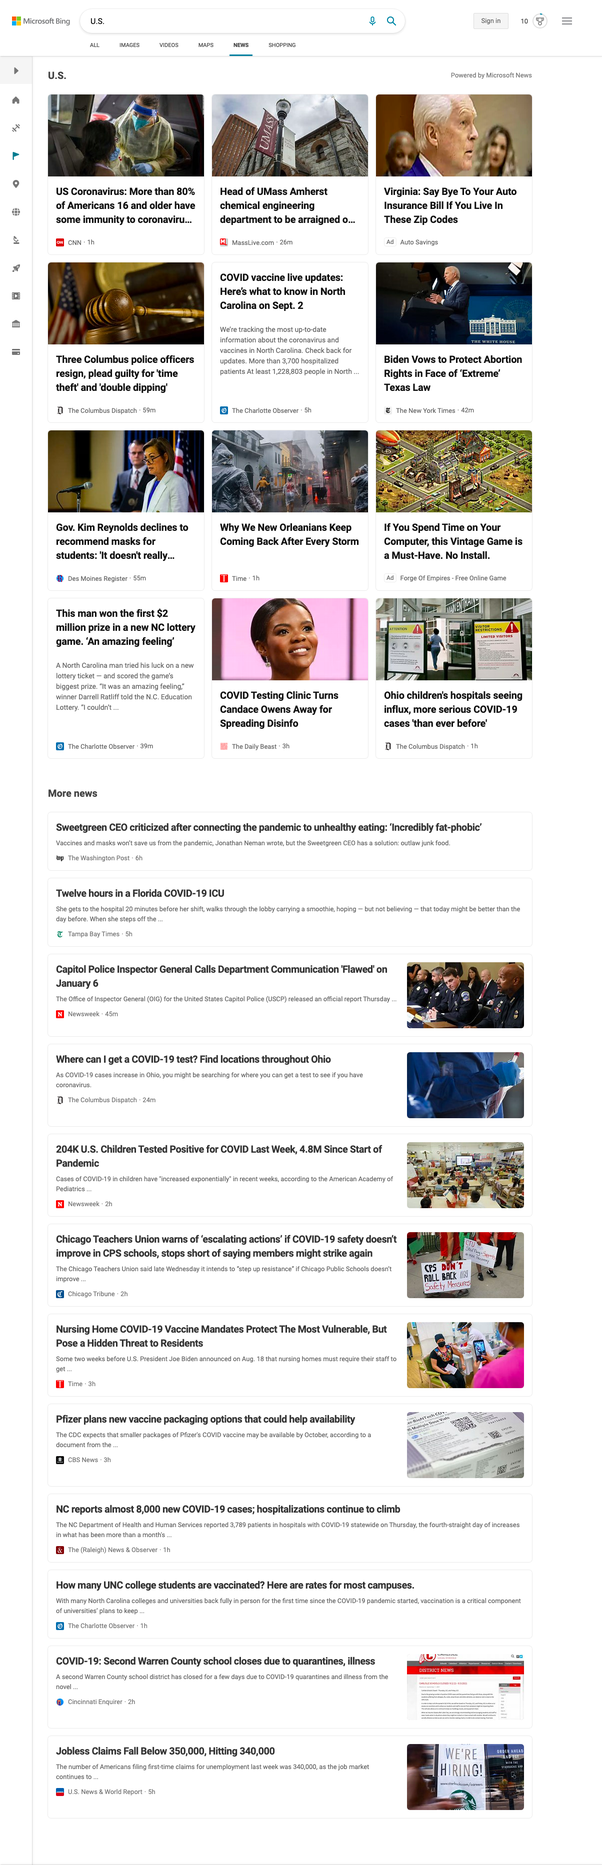 Microsoft Bing
U.S.
Sign in
10
ALL
IMAGES
VIDEOS
MAPS
NEWS
SHOPPING
U.S.
Powered by Microsoft News
US Coronavirus: More than 80%
of Americans 16 and older have
some immunity to coronaviru...
CNN · 1h
UMASS
Head of UMass Amherst
chemical engineering
department to be arraigned o...
MassLive.com · 26m
Virginia: Say Bye To Your Auto
Insurance Bill If You Live In
These Zip Codes
Ad Auto Savings
Three Columbus police officers
resign, plead guilty for 'time
theft' and 'double dipping'
The Columbus Dispatch · 59m
COVID vaccine live updates:
Here's what to know in North
Carolina on Sept. 2
We're tracking the most up-to-date
information about the coronavirus and
vaccines in North Carolina. Check back for
updates. More than 3,700 hospitalized
patients At least 1,228,803 people in North ...
The Charlotte Observer · 5h
THE WHITE HOUSE
Biden Vows to Protect Abortion
Rights in Face of ‘Extreme’
Texas Law
The New York Times · 42m
Gov. Kim Reynolds declines to
recommend masks for
students: 'It doesn't really...
Des Moines Register · 55m
Why We New Orleanians Keep
Coming Back After Every Storm
Time · 1h
If You Spend Time on Your
Computer, this Vintage Game is
a Must-Have. No Install.
Ad Forge Of Empires - Free Online Game
This man won the first $2
million prize in a new NC lottery
game. ‘An amazing feeling’
A North Carolina man tried his luck on a new
lottery ticket — and scored the game's
biggest prize. “It was an amazing feeling,”
winner Darrell Ratliff told the N.C. Education
Lottery. “I couldn't ...
The Charlotte Observer · 39m
COVID Testing Clinic Turns
Candace Owens Away for
Spreading Disinfo
The Daily Beast · 3h
VISITOR
RESTRICTIONS
LIMITED VISITORS
Ohio children's hospitals seeing
influx, more serious COVID-19
cases 'than ever before'
The Columbus Dispatch · 1h
More news
Sweetgreen CEO criticized after connecting the pandemic to unhealthy eating: ‘Incredibly fat-phobic’
Vaccines and masks won't save us from the pandemic, Jonathan Neman wrote, but the Sweetgreen CEO has a solution: outlaw junk food.
The Washington Post · 6h
Twelve hours in a Florida COVID-19 ICU
She gets to the hospital 20 minutes before her shift, walks through the lobby carrying a smoothie, hoping — but not believing — that today might be better than the
day before. When she steps off the ...
Tampa Bay Times · 5h
Capitol Police Inspector General Calls Department Communication 'Flawed' on
January 6
The Office of Inspector General (OIG) for the United States Capitol Police (USCP) released an official report Thursday ...
Newsweek · 45m
Where can I get a COVID-19 test? Find locations throughout Ohio
As COVID-19 cases increase in Ohio, you might be searching for where you can get a test to see if you have
coronavirus.
The Columbus Dispatch · 24m
204K U.S. Children Tested Positive for COVID Last Week, 4.8M Since Start of
Pandemic
Cases of COVID-19 in children have "increased exponentially" in recent weeks, according to the American Academy of
Pediatrics ...
Newsweek · 2h
Chicago Teachers Union warns of ‘escalating actions’ if COVID-19 safety doesn't
improve in CPS schools, stops short of saying members might strike again
The Chicago Teachers Union said late Wednesday it intends to “step up resistance” if Chicago Public Schools doesn't
improve ...
Chicago Tribune · 2h
CPS DON'T
ROLL BACK
Safety Measures
Nursing Home COVID-19 Vaccine Mandates Protect The Most Vulnerable, But
Pose a Hidden Threat to Residents
Some two weeks before U.S. President Joe Biden announced on Aug. 18 that nursing homes must require their staff to
get ...
Time · 3h
Pfizer plans new vaccine packaging options that could help availability
The CDC expects that smaller packages of Pfizer's COVID vaccine may be available by October, according to a
document from the ...
CBS News · 3h
NC reports almost 8,000 new COVID-19 cases; hospitalizations continue to climb
The NC Department of Health and Human Services reported 3,789 patients in hospitals with COVID-19 statewide on Thursday, the fourth-straight day of increases
in what has been more than a month's ...
The (Raleigh) News & Observer · 1h
How many UNC college students are vaccinated? Here are rates for most campuses.
With many North Carolina colleges and universities back fully in person for the first time since the COVID-19 pandemic started, vaccination is a critical component
of universities' plans to keep ...
The Charlotte Observer · 1h
COVID-19: Second Warren County school closes due to quarantines, illness
A second Warren County school district has closed for a few days due to COVID-19 quarantines and illness from the
novel ...
Cincinnati Enquirer · 2h
DISTRICT NEWS
Jobless Claims Fall Below 350,000, Hitting 340,000
The number of Americans filing first-time claims for unemployment last week was 340,000, as the job market
continues to ...
U.S. News & World Report · 5h
WE'RE
HIRING!